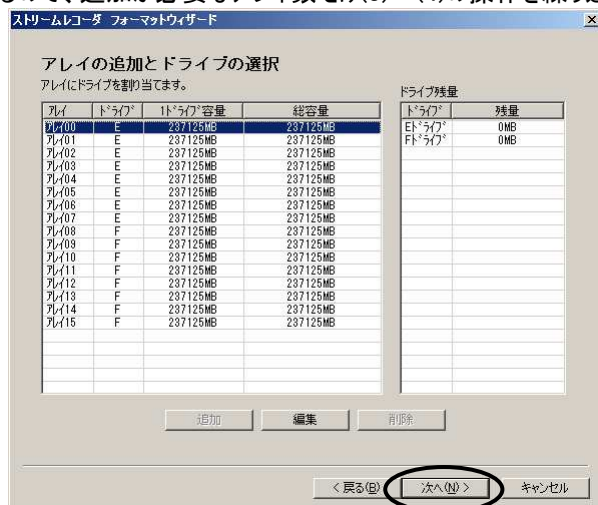 ストリームレコーダ フォーマットウィザード
アレイの追加とドライブの選択
アレイにドライブを割り当てます。
ドライブ残量
アレイ ドライブ 1ドライブ容量 総容量
アレイ00 E 237125MB 237125MB
アレイ01 E 237125MB 237125MB
アレイ02 E 237125MB 237125MB
アレイ03 E 237125MB 237125MB
アレイ04 E 237125MB 237125MB
アレイ05 E 237125MB 237125MB
アレイ06 E 237125MB 237125MB
アレイ07 E 237125MB 237125MB
アレイ08 F 237125MB 237125MB
アレイ09 F 237125MB 237125MB
アレイ10 F 237125MB 237125MB
アレイ11 F 237125MB 237125MB
アレイ12 F 237125MB 237125MB
アレイ13 F 237125MB 237125MB
アレイ14 F 237125MB 237125MB
アレイ15 F 237125MB 237125MB
ドライブ 残量
Eドライブ 0MB
Fドライブ 0MB
追加 編集 削除
< 戻る(B) 次へ(N) > キャンセル